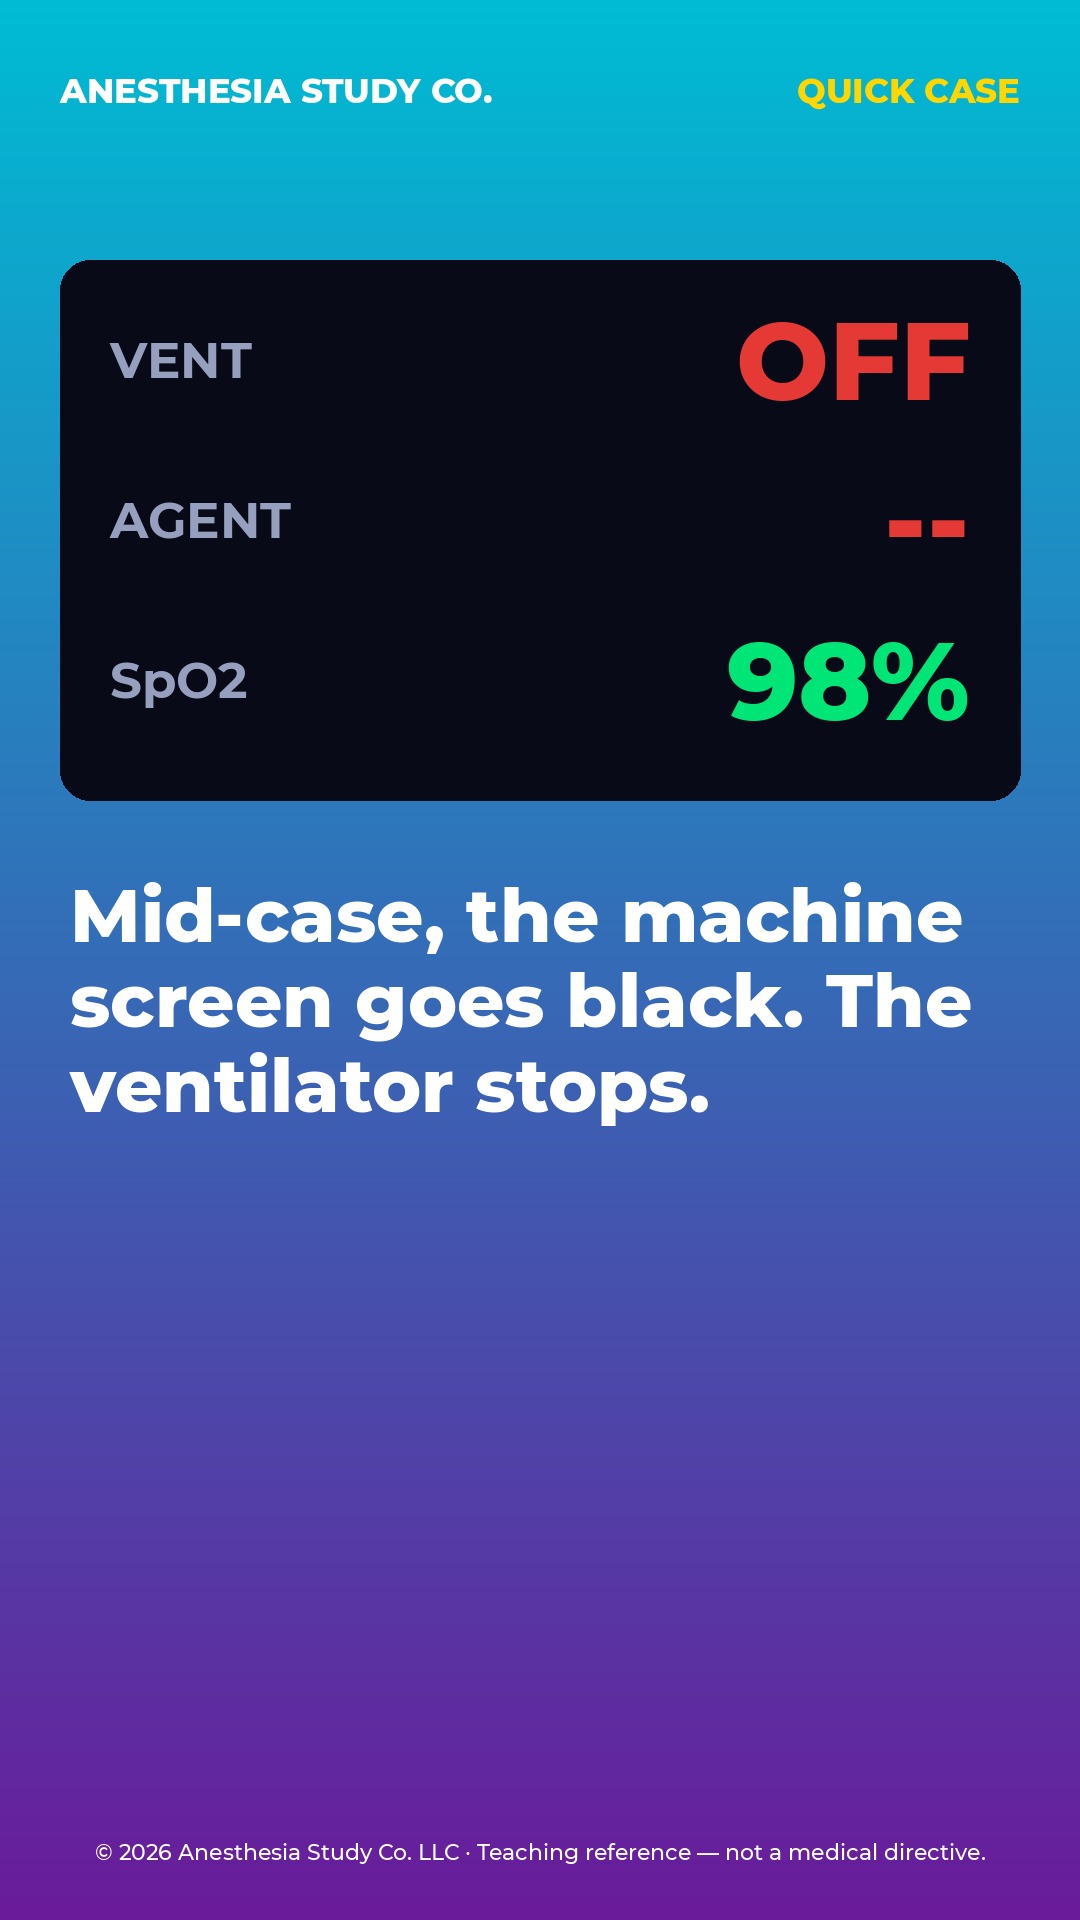 ANESTHESIA STUDY CO.
QUICK CASE
VENT OFF
AGENT --
SpO2 98%
Mid-case, the machine
screen goes black. The
ventilator stops.
© 2026 Anesthesia Study Co. LLC · Teaching reference — not a medical directive.